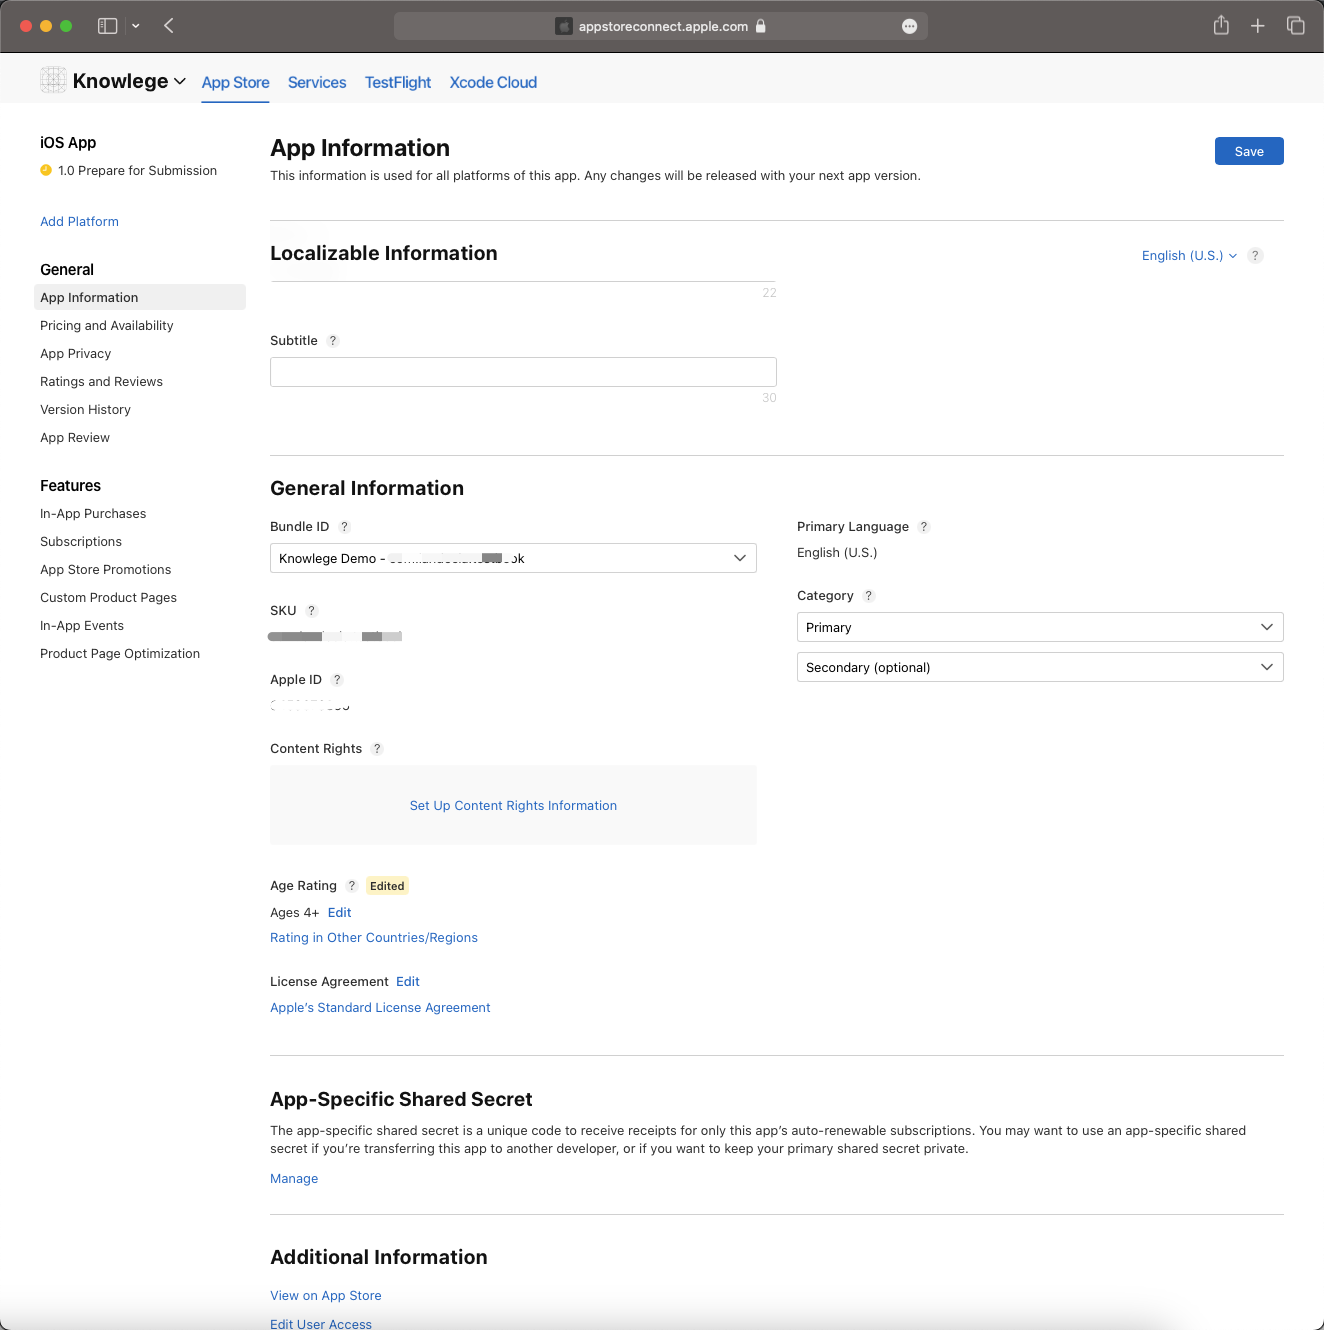 appstoreconnect.apple.com
Knowlege
App Store Services TestFlight Xcode Cloud
iOS App
1.0 Prepare for Submission
Add Platform
General
App Information
Pricing and Availability
App Privacy
Ratings and Reviews
Version History
App Review
Features
In-App Purchases
Subscriptions
App Store Promotions
Custom Product Pages
In-App Events
Product Page Optimization
App Information
Save
This information is used for all platforms of this app. Any changes will be released with your next app version.
Localizable Information
English (U.S.) ?
22
Subtitle ?
30
General Information
Bundle ID ?
Knowlege Demo -
SKU ?
Apple ID ?
Content Rights ?
Set Up Content Rights Information
Age Rating ? Edited
Ages 4+ Edit
Rating in Other Countries/Regions
License Agreement Edit
Apple’s Standard License Agreement
Primary Language ?
English (U.S.)
Category ?
Primary
Secondary (optional)
App-Specific Shared Secret
The app-specific shared secret is a unique code to receive receipts for only this app’s auto-renewable subscriptions. You may want to use an app-specific shared
secret if you’re transferring this app to another developer, or if you want to keep your primary shared secret private.
Manage
Additional Information
View on App Store
Edit User Access